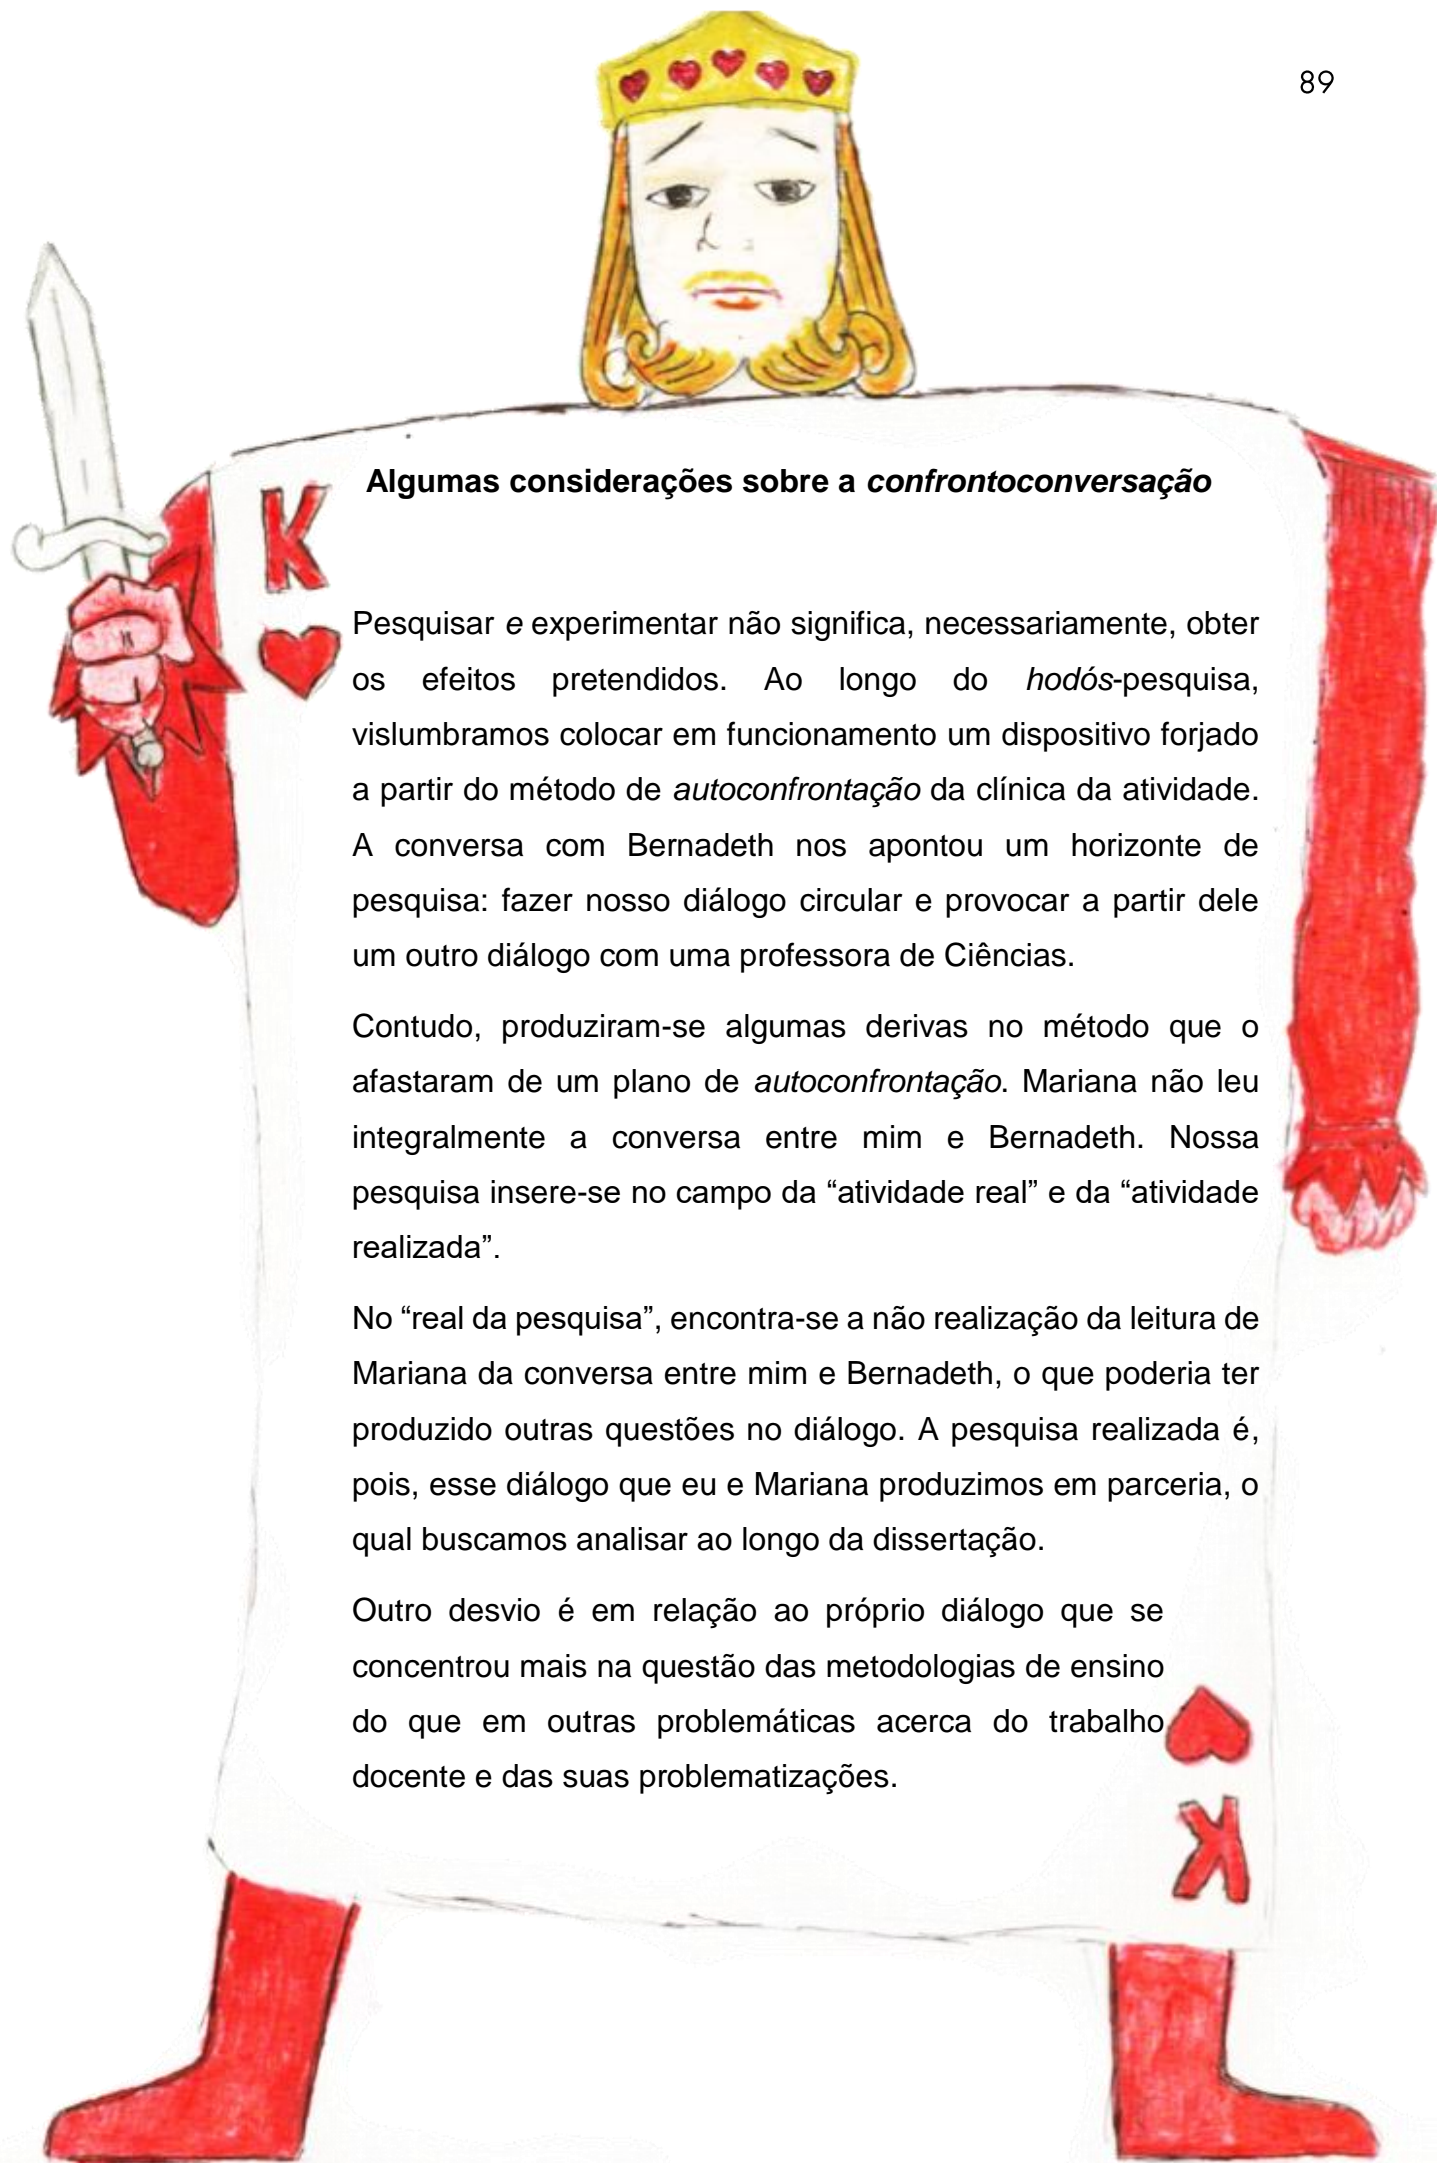 89
Algumas considerações sobre a confrontoconversação
K
Pesquisar e experimentar não significa, necessariamente, obter
os efeitos pretendidos. Ao longo do hodós-pesquisa,
vislumbramos colocar em funcionamento um dispositivo forjado
a partir do método de autoconfrontação da clínica da atividade.
A conversa com Bernadeth nos apontou um horizonte de
pesquisa: fazer nosso diálogo circular e provocar a partir dele
um outro diálogo com uma professora de Ciências.
Contudo, produziram-se algumas derivas no método que o
afastaram de um plano de autoconfrontação. Mariana não leu
integralmente a conversa entre mim e Bernadeth. Nossa
pesquisa insere-se no campo da “atividade real” e da “atividade
realizada”.
No “real da pesquisa”, encontra-se a não realização da leitura de
Mariana da conversa entre mim e Bernadeth, o que poderia ter
produzido outras questões no diálogo. A pesquisa realizada é,
pois, esse diálogo que eu e Mariana produzimos em parceria, o
qual buscamos analisar ao longo da dissertação.
Outro desvio é em relação ao próprio diálogo que se
concentrou mais na questão das metodologias de ensino
do que em outras problemáticas acerca do trabalho
docente e das suas problematizações.
K